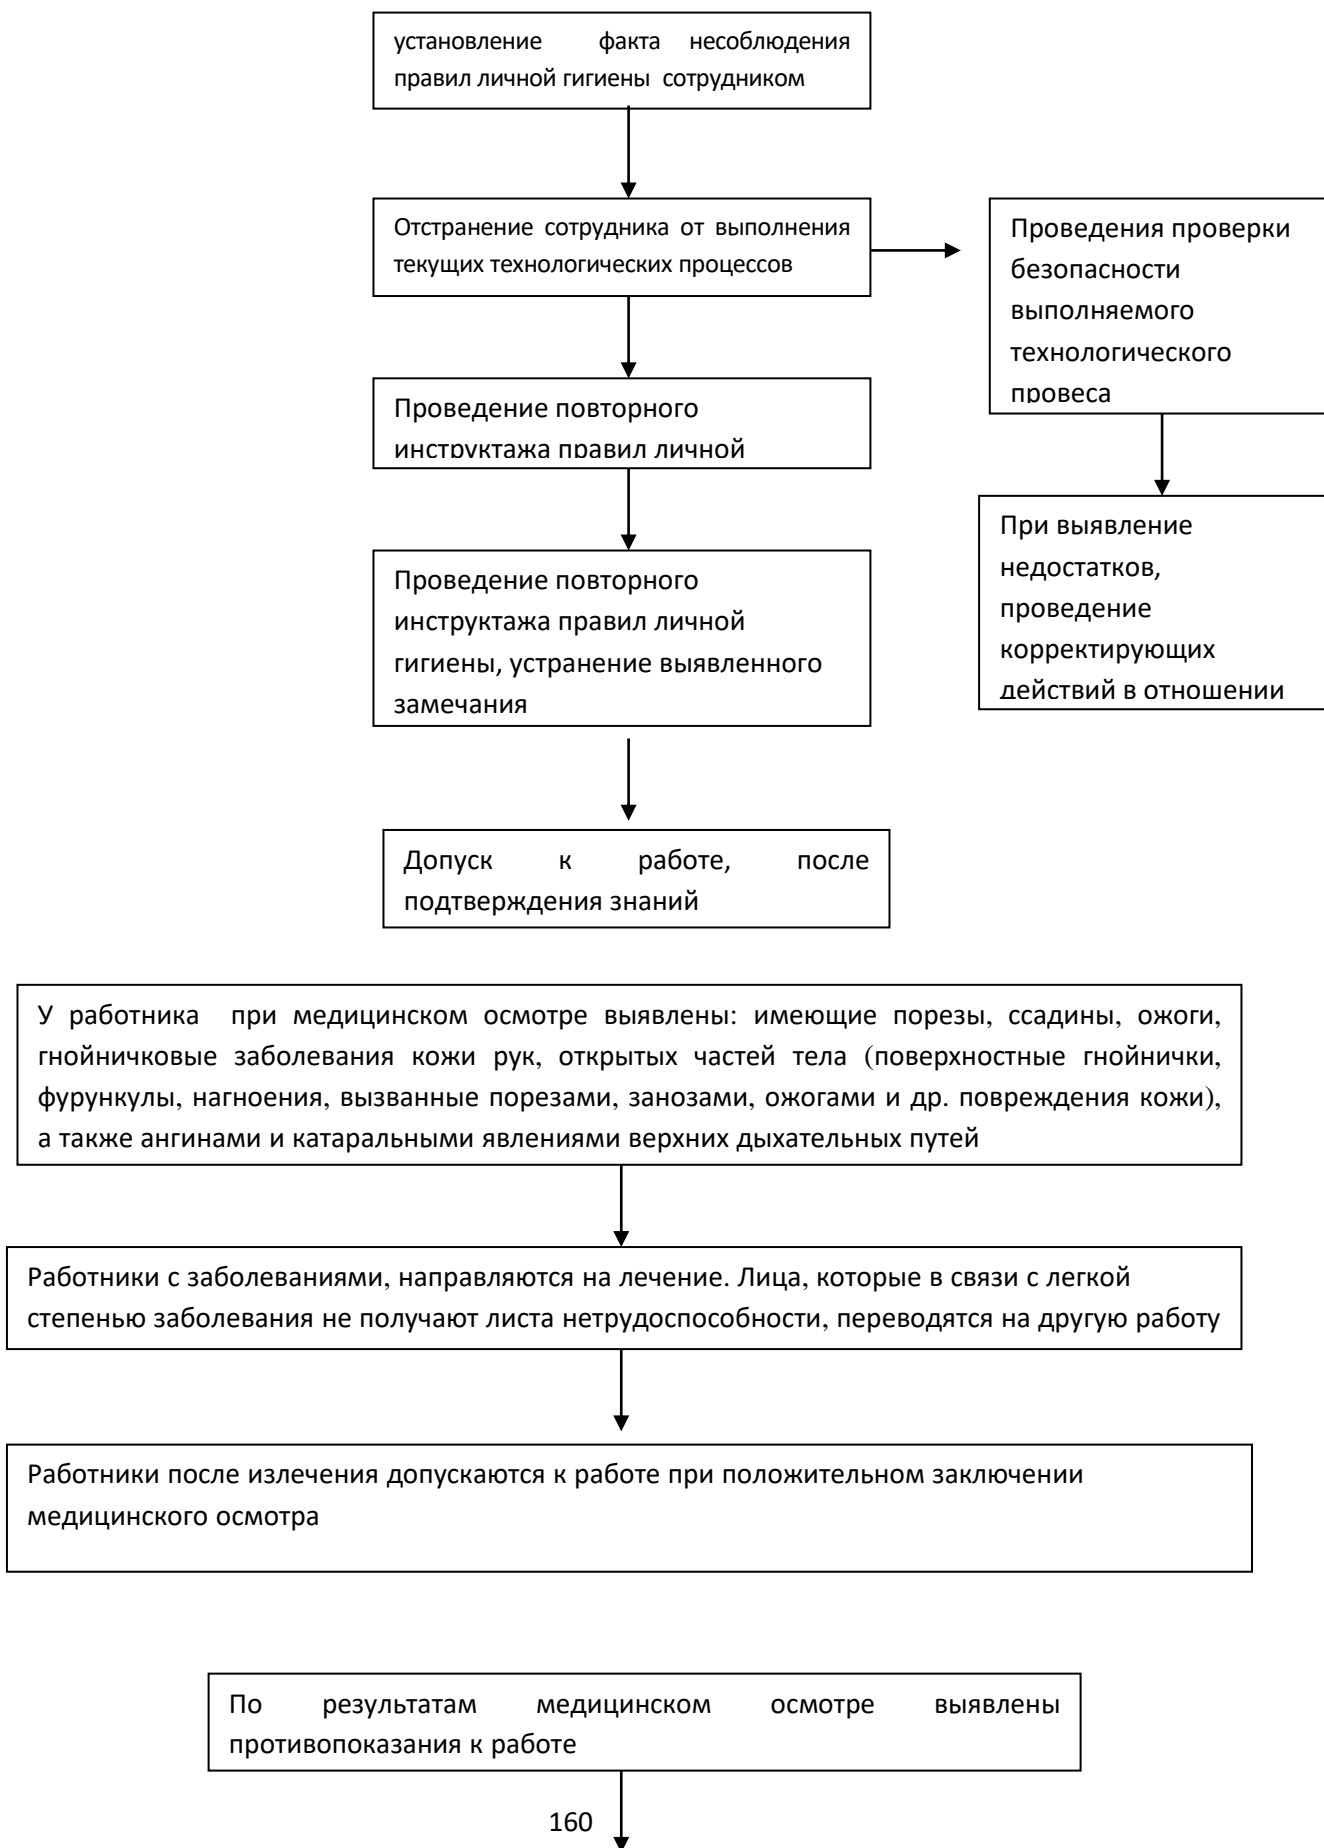 установление факта несоблюдения
правил личной гигиены сотрудником
Отстранение сотрудника от выполнения
текущих технологических процессов
Проведения проверки
безопасности
выполняемого
технологического
провеса
Проведение повторного
инструктажа правил личной
При выявление
недостатков,
проведение
корректирующих
действий в отношении
Проведение повторного
инструктажа правил личной
гигиены, устранение выявленного
замечания
Допуск к работе, после
подтверждения знаний
У работника при медицинском осмотре выявлены: имеющие порезы, ссадины, ожоги,
гнойничковые заболевания кожи рук, открытых частей тела (поверхностные гнойнички,
фурункулы, нагноения, вызванные порезами, занозами, ожогами и др. повреждения кожи),
а также ангинами и катаральными явлениями верхних дыхательных путей
Работники с заболеваниями, направляются на лечение. Лица, которые в связи с легкой
степенью заболевания не получают листа нетрудоспособности, переводятся на другую работу
Работники после излечения допускаются к работе при положительном заключении
медицинского осмотра
По результатам медицинском осмотре выявлены
противопоказания к работе
160